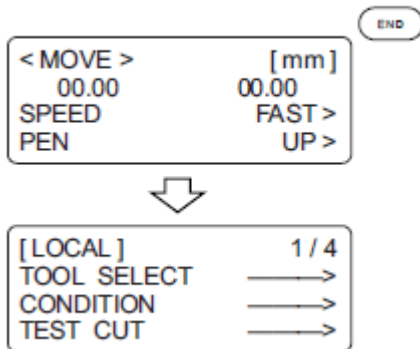 END
< MOVE > [ mm ]
00.00 00.00
SPEED FAST >
PEN UP >
[ LOCAL ] 1 / 4
TOOL SELECT ———>
CONDITION ———>
TEST CUT ———>